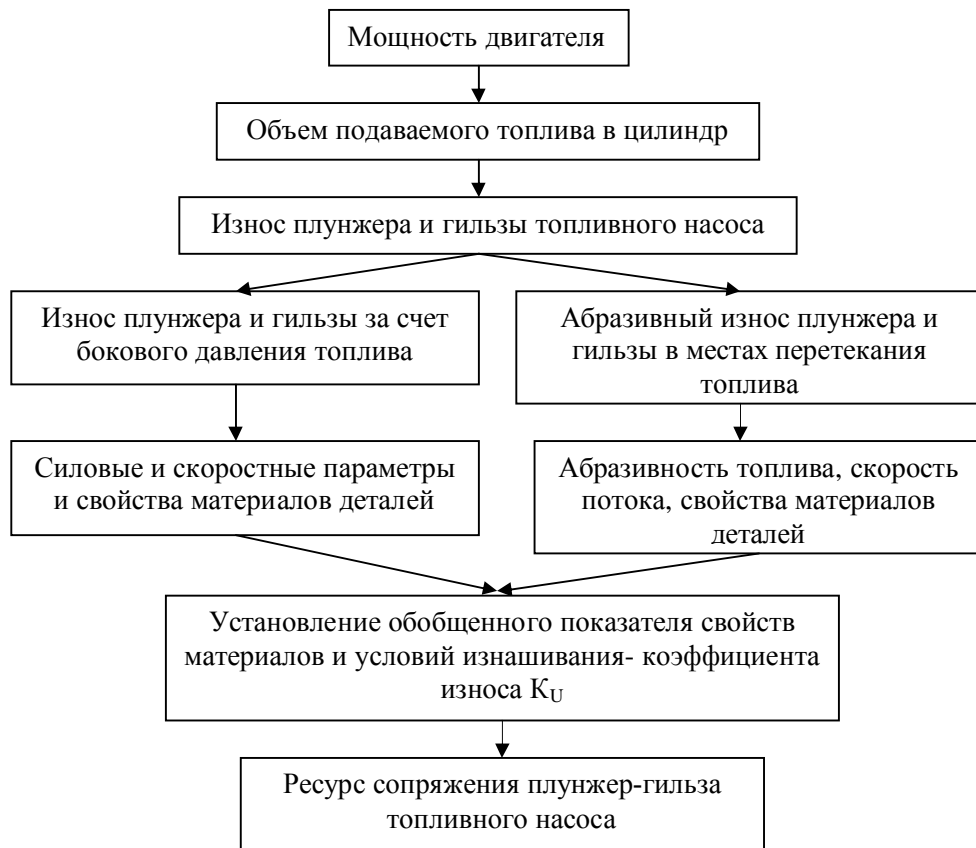 Мощность двигателя
Объем подаваемого топлива в цилиндр
Износ плунжера и гильзы топливного насоса
Износ плунжера и гильзы за счет
бокового давления топлива
Абразивный износ плунжера и
гильзы в местах перетекания
топлива
Силовые и скоростные параметры
и свойства материалов деталей
Абразивность топлива, скорость
потока, свойства материалов
деталей
Установление обобщенного показателя свойств
материалов и условий изнашивания- коэффициента
износа K_U
Ресурс сопряжения плунжер-гильза
топливного насоса